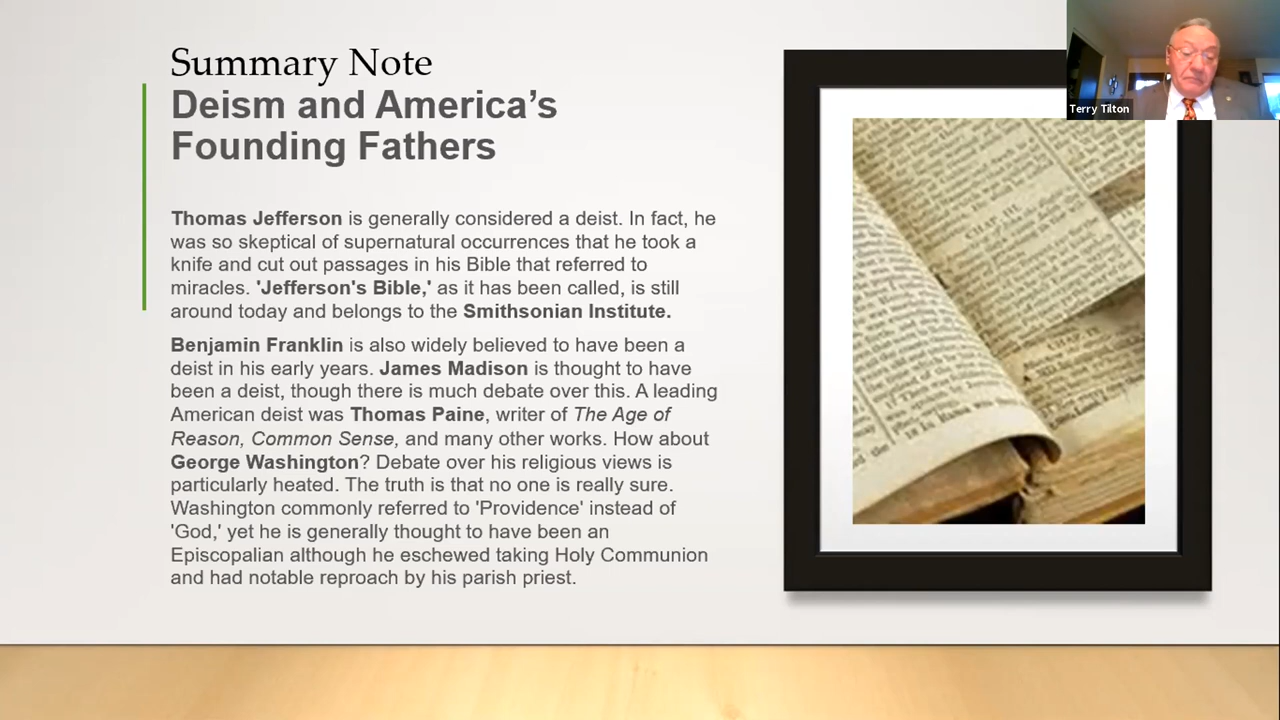 Summary Note
Deism and America’s
Founding Fathers
Thomas Jefferson is generally considered a deist. In fact, he
was so skeptical of supernatural occurrences that he took a
knife and cut out passages in his Bible that referred to
miracles. 'Jefferson's Bible,' as it has been called, is still
around today and belongs to the Smithsonian Institute.
Benjamin Franklin is also widely believed to have been a
deist in his early years. James Madison is thought to have
been a deist, though there is much debate over this. A leading
American deist was Thomas Paine, writer of The Age of
Reason, Common Sense, and many other works. How about
George Washington? Debate over his religious views is
particularly heated. The truth is that no one is really sure.
Washington commonly referred to 'Providence' instead of
'God,' yet he is generally thought to have been an
Episcopalian although he eschewed taking Holy Communion
and had notable reproach by his parish priest.
Terry Tilton
CHAP. III.